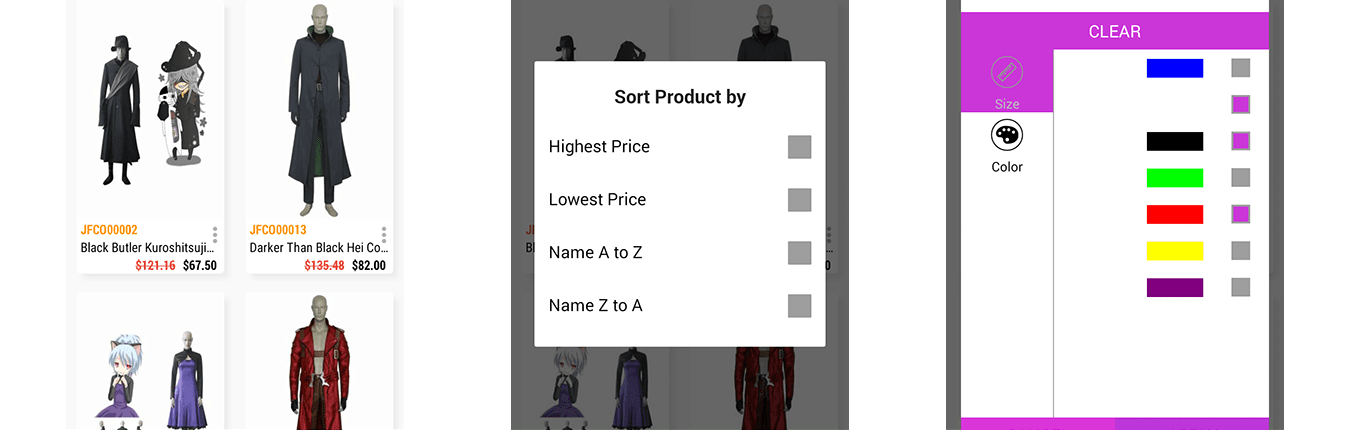 JFCO00002
Black Butler Kuroshitsuji...
$121.16 $67.50
JFCO00013
Darker Than Black Hei Co...
$135.48 $82.00
Sort Product by
Highest Price
Lowest Price
Name A to Z
Name Z to A
CLEAR
Size
Color